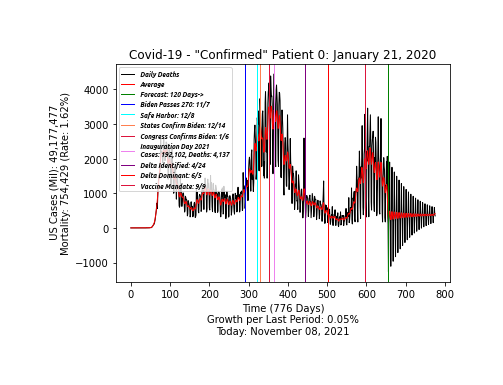 Covid-19 - "Confirmed" Patient 0: January 21, 2020
US Cases (Mil): 49,177,477
Mortality: 754,429 (Rate: 1.62%)
4000
3000
2000
1000
0
−1000
Daily Deaths
Average
Forecast: 120 Days->
Biden Passes 270: 11/7
Safe Harbor: 12/8
States Confirm Biden: 12/14
Congress Confirms Biden: 1/6
Inauguration Day 2021
Cases: 192,102, Deaths: 4,137
Delta Identified: 4/24
Delta Dominant: 6/5
Vaccine Mandate: 9/9
0 100 200 300 400 500 600 700 800
Time (776 Days)
Growth per Last Period: 0.05%
Today: November 08, 2021